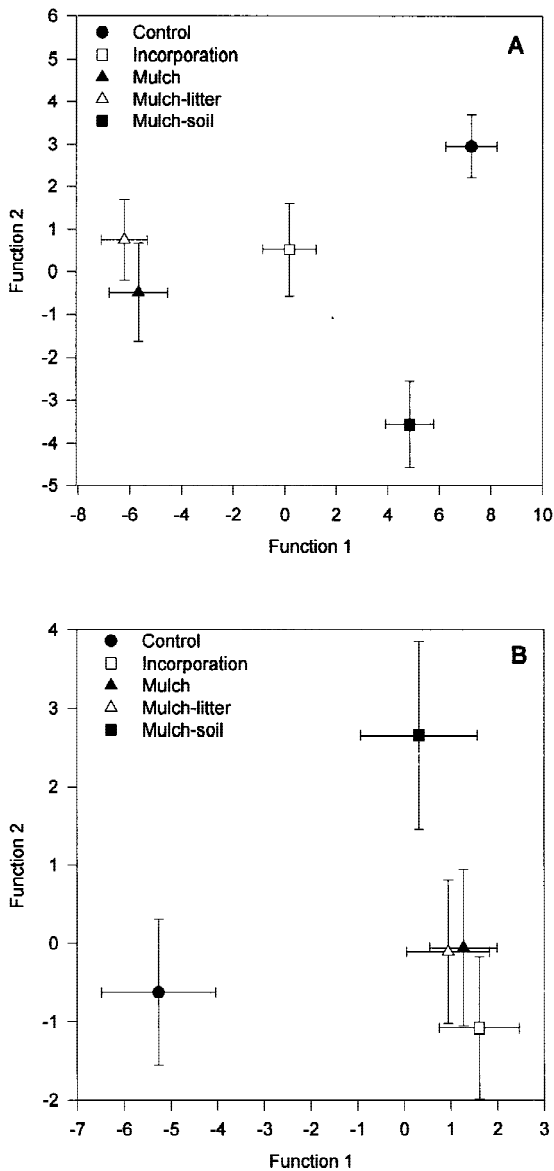 A
Control
Incorporation
Mulch
Mulch-litter
Mulch-soil
6
5
4
3
2
1
0
-1
-2
-3
-4
-5
Function 2
-8 -6 -4 -2 0 2 4 6 8 10
Function 1
B
Control
Incorporation
Mulch
Mulch-litter
Mulch-soil
4
3
2
1
0
-1
-2
Function 2
-7 -6 -5 -4 -3 -2 -1 0 1 2 3
Function 1